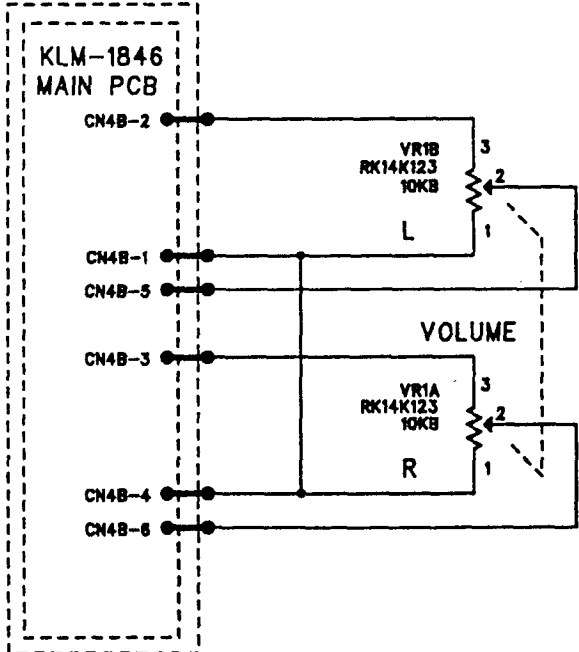 KLM-1846
MAIN PCB
CN4B-2
VR1B
RK14K123
10KB
3
2
1
L
CN4B-1
CN4B-5
VOLUME
CN4B-3
VR1A
RK14K123
10KB
3
2
1
R
CN4B-4
CN4B-6